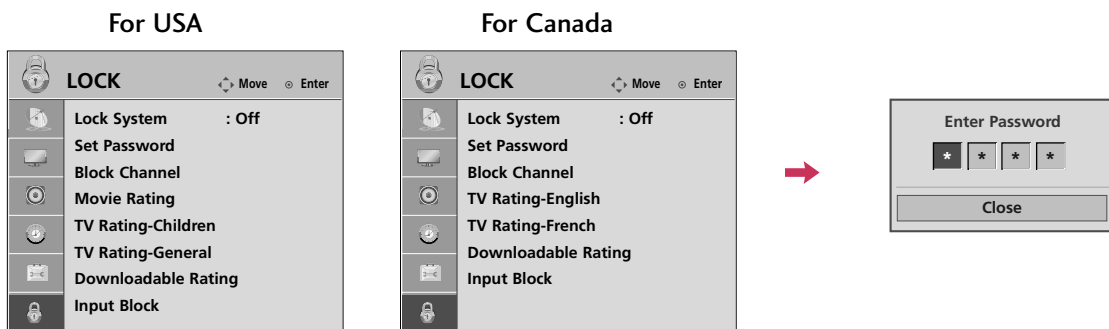 For USA
LOCK
Move
Enter
Lock System : Off
Set Password
Block Channel
Movie Rating
TV Rating-Children
TV Rating-General
Downloadable Rating
Input Block
For Canada
LOCK
Move
Enter
Lock System : Off
Set Password
Block Channel
TV Rating-English
TV Rating-French
Downloadable Rating
Input Block
Enter Password
* * * *
Close